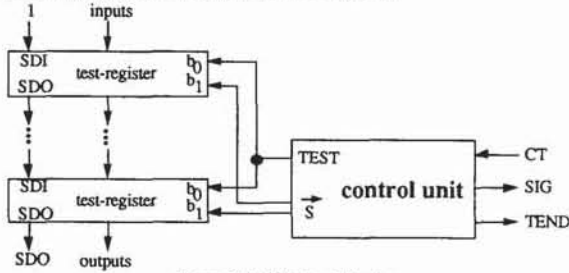 1 inputs
SDI test-register b0
SDO b1
TEST CT
control unit SIG
S TEND
SDI test-register b0
SDO b1
SDO outputs